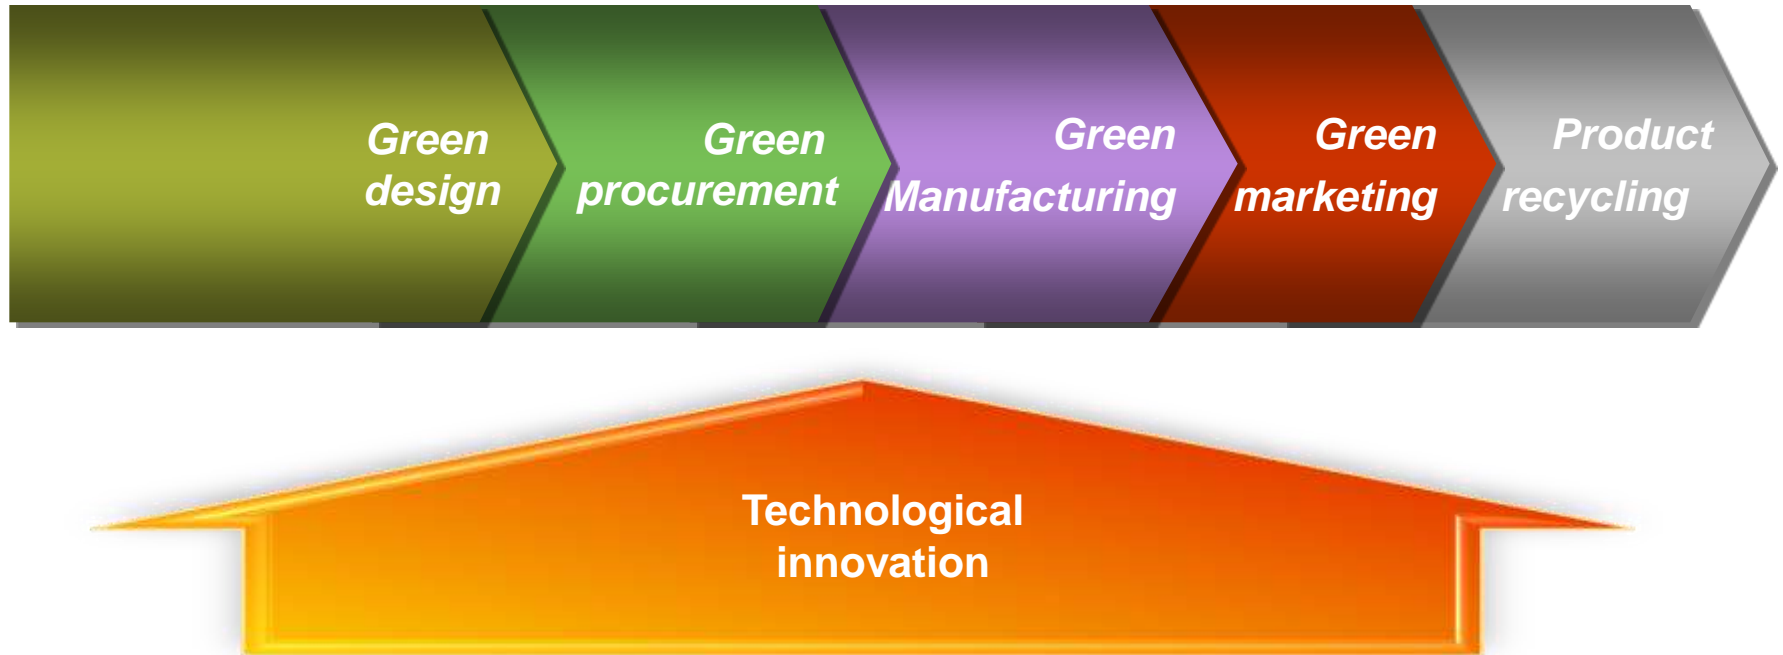 Green
design
Green
procurement
Green
Manufacturing
Green
marketing
Product
recycling
Technological
innovation